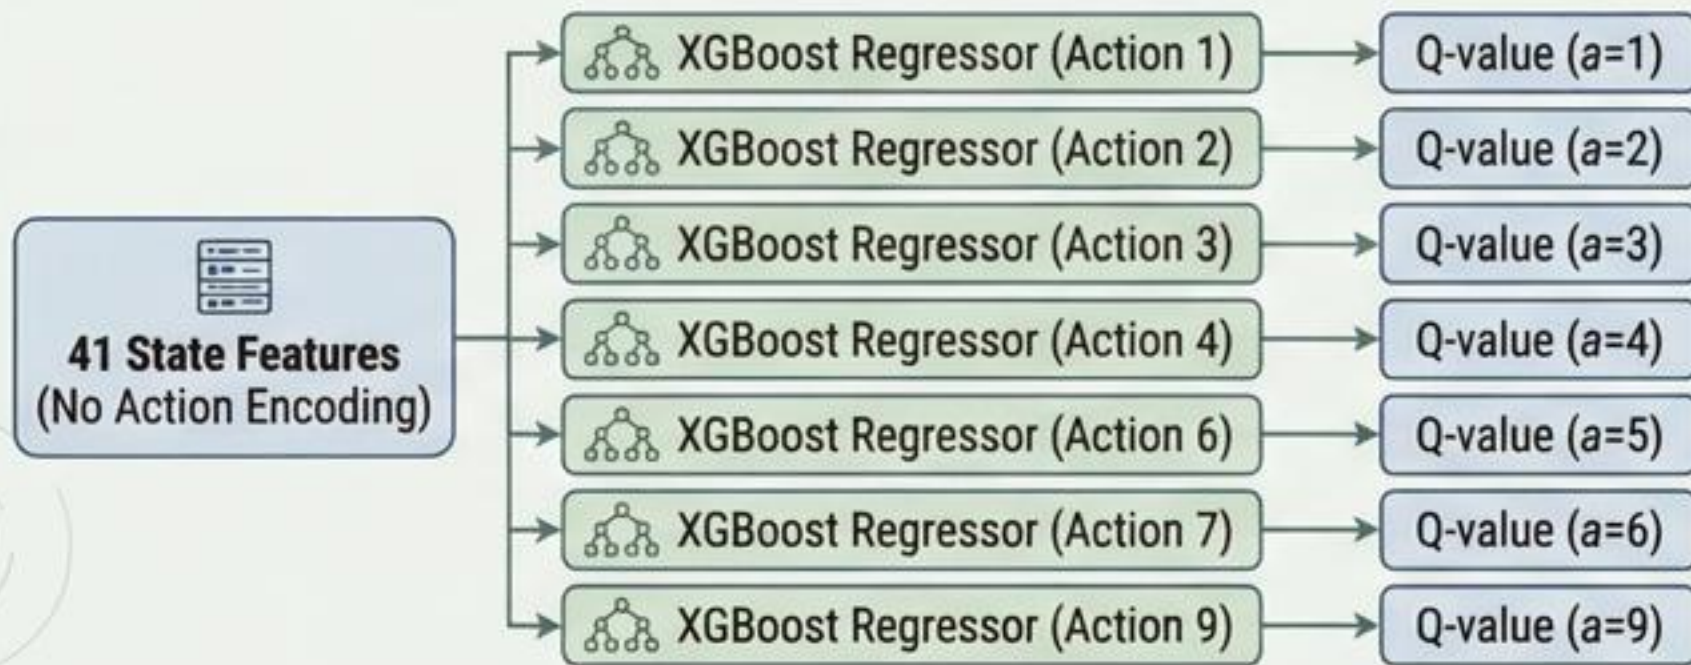 41 State Features
(No Action Encoding)
XGBoost Regressor (Action 1)
Q-value (a=1)
XGBoost Regressor (Action 2)
Q-value (a=2)
XGBoost Regressor (Action 3)
Q-value (a=3)
XGBoost Regressor (Action 4)
Q-value (a=4)
XGBoost Regressor (Action 6)
Q-value (a=5)
XGBoost Regressor (Action 7)
Q-value (a=6)
XGBoost Regressor (Action 9)
Q-value (a=9)